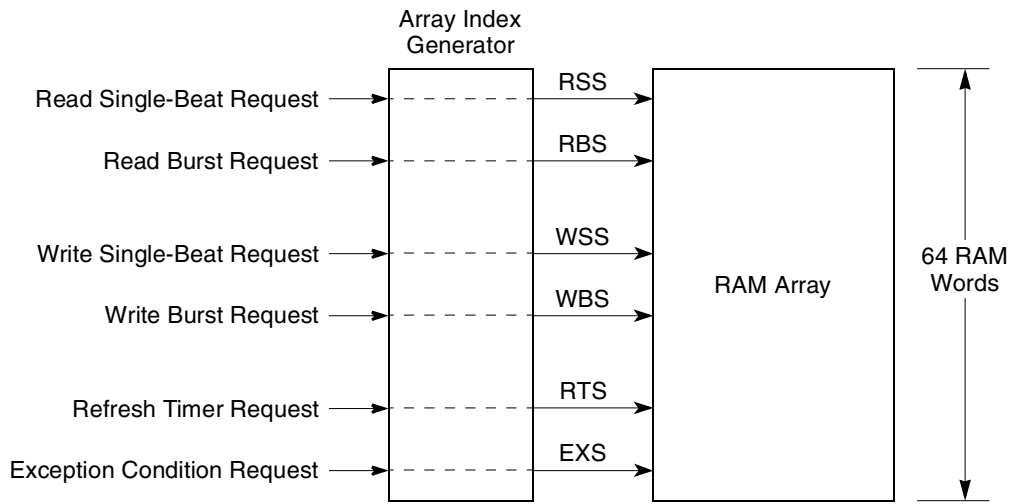 Array Index
Generator
Read Single-Beat Request
RSS
Read Burst Request
RBS
Write Single-Beat Request
WSS
64 RAM
Words
RAM Array
Write Burst Request
WBS
Refresh Timer Request
RTS
Exception Condition Request
EXS